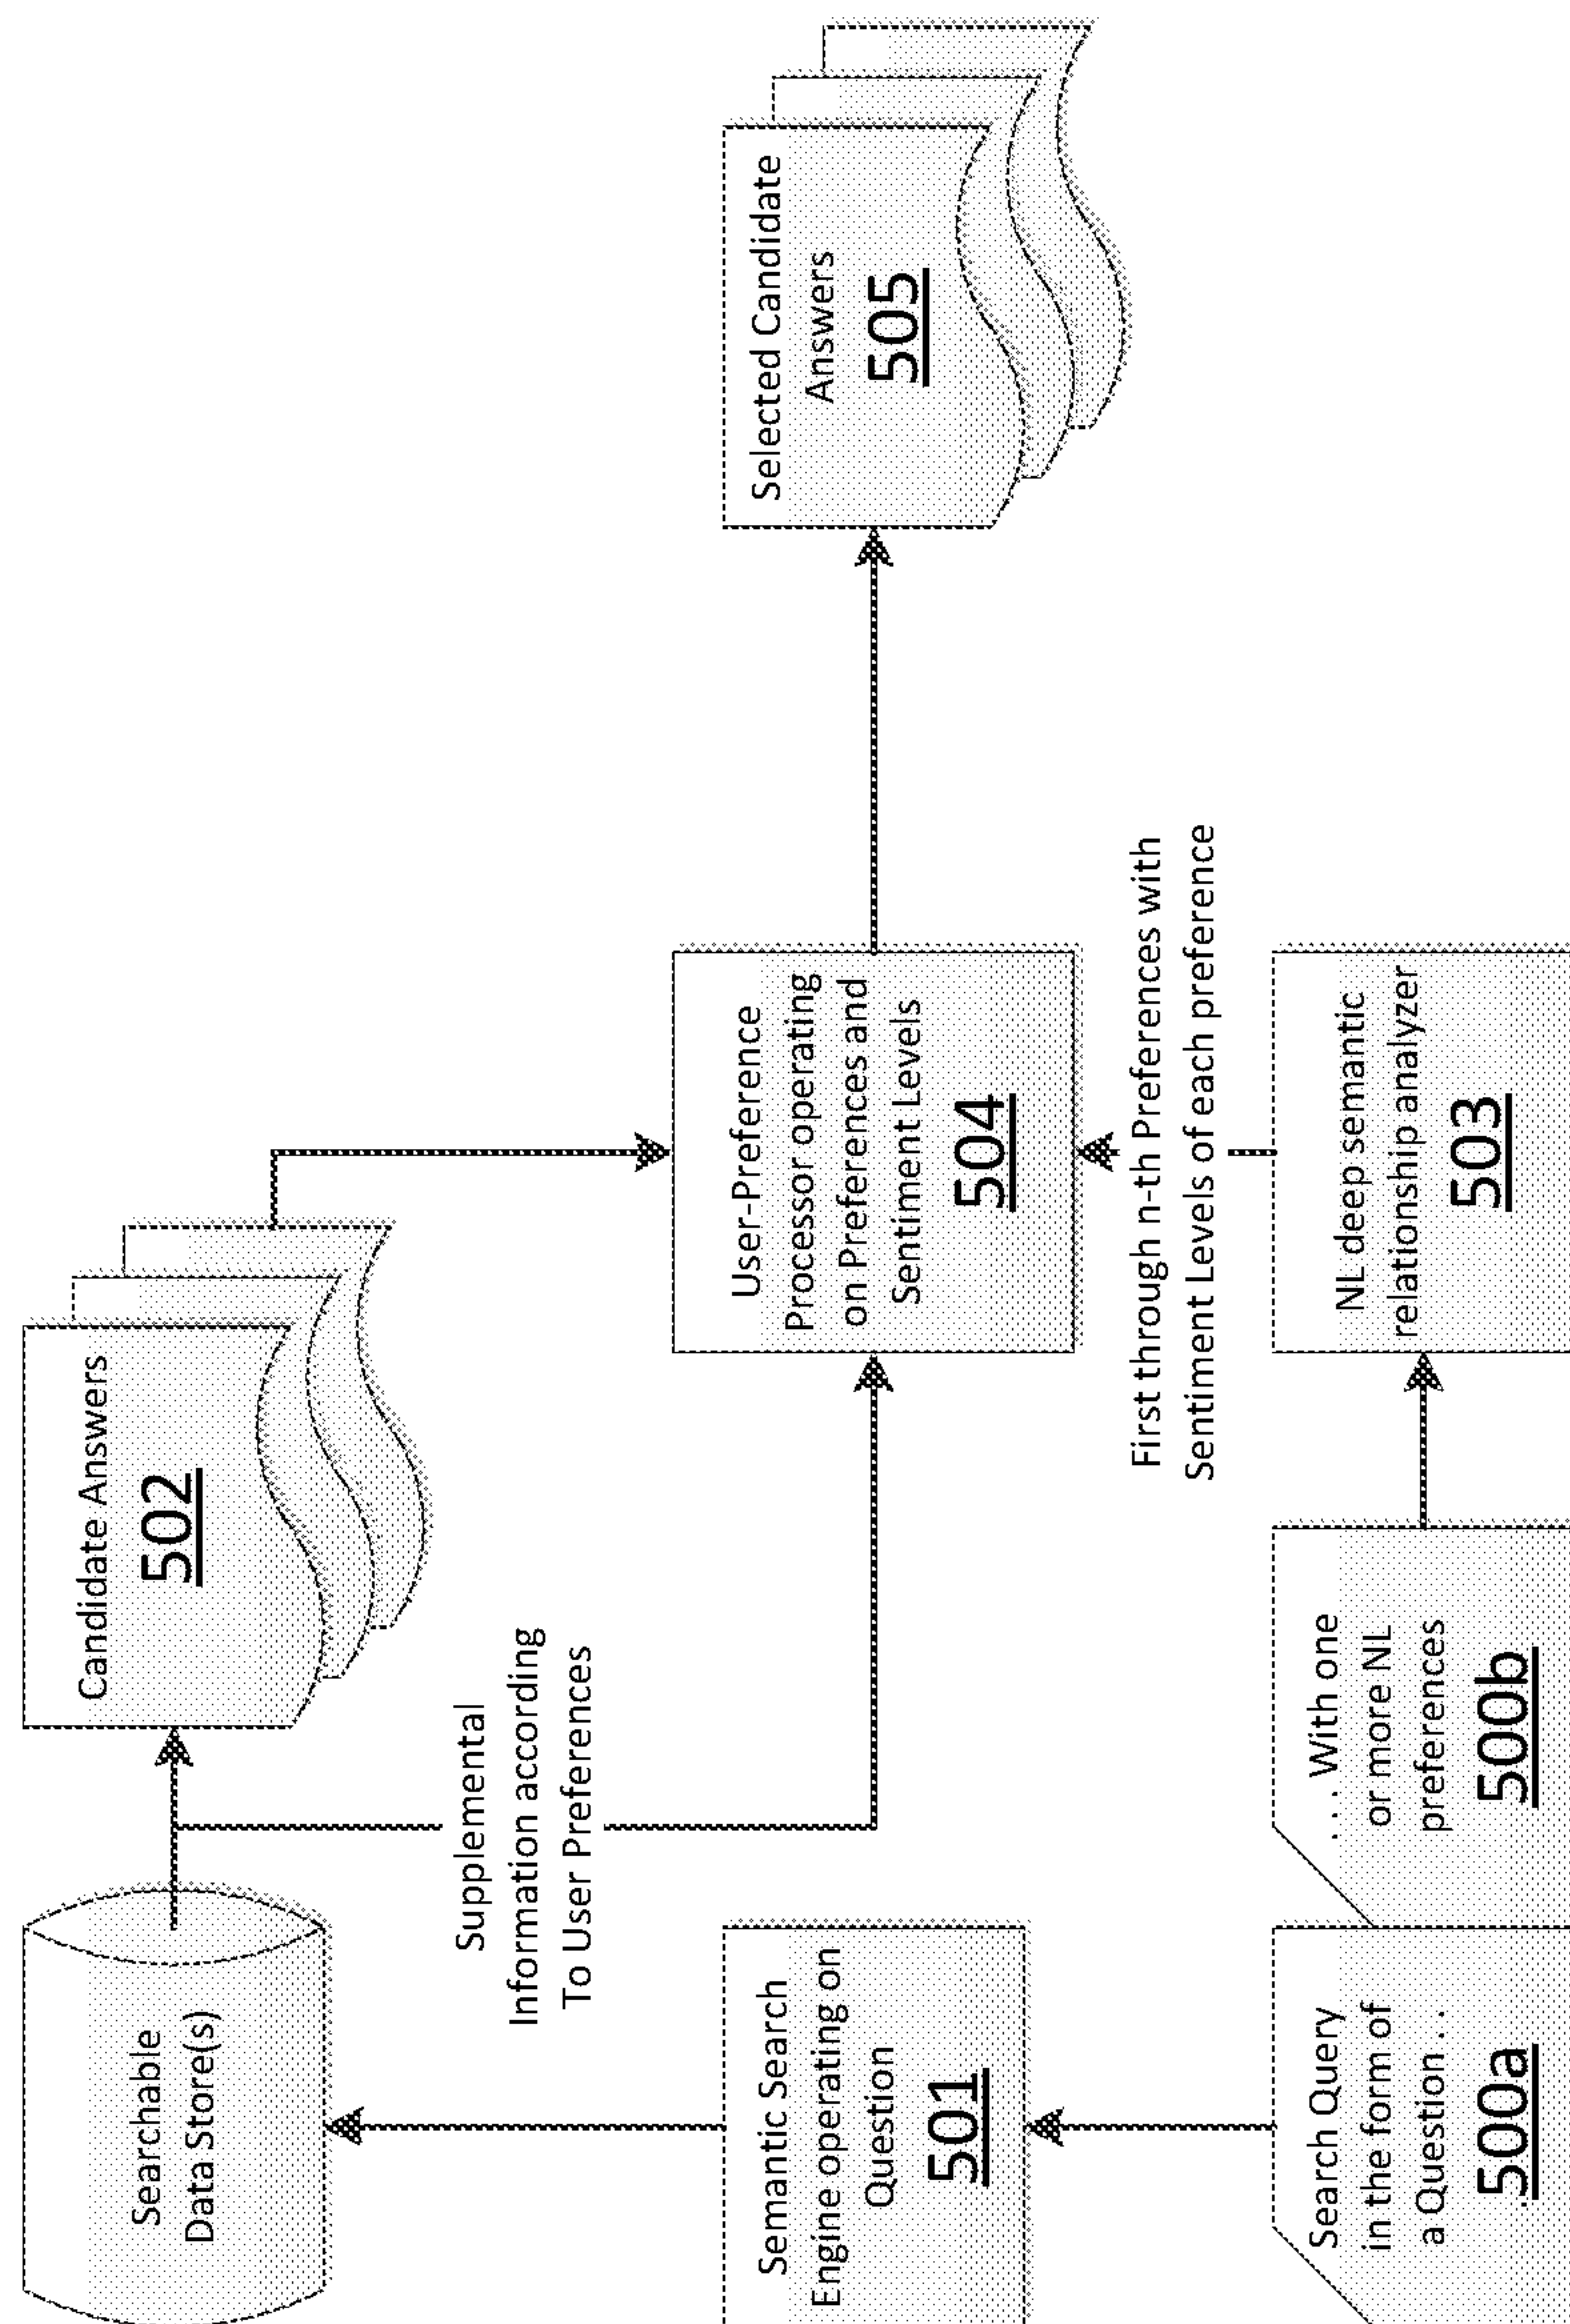 Searchable
Data Store(s)
Candidate Answers
502
Supplemental
Information according
To User Preferences
Semantic Search
Engine operating on
Question
501
User-Preference
Processor operating
on Preferences and
Sentiment Levels
504
Selected Candidate
Answers
505
First through n-th Preferences with
Sentiment Levels of each preference
Search Query
in the form of
a Question . .
.500a
. . . With one
or more NL
preferences
500b
NL deep semantic
relationship analyzer
503